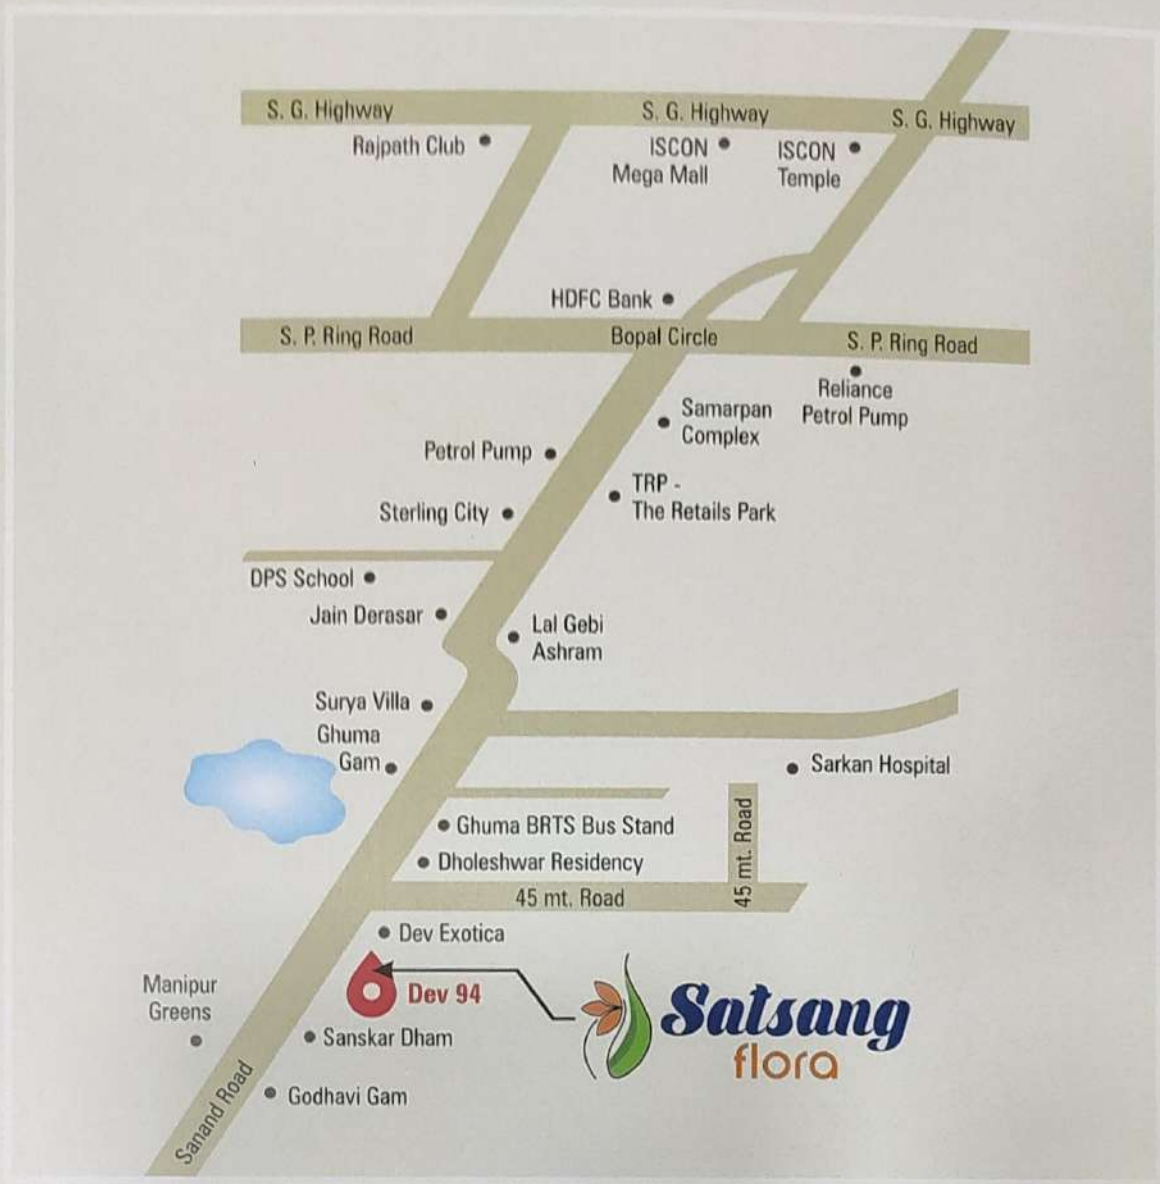 S. G. Highway
S. G. Highway
S. G. Highway
Rajpath Club
ISCON
Mega Mall
ISCON
Temple
HDFC Bank
S. P. Ring Road
Bopal Circle
S. P. Ring Road
Reliance
Petrol Pump
Samarpan
Complex
Petrol Pump
TRP -
The Retails Park
Sterling City
DPS School
Jain Derasar
Lal Gebi
Ashram
Surya Villa
Ghuma
Gam
Sarkan Hospital
Ghuma BRTS Bus Stand
Dholeshwar Residency
45 mt. Road
45 mt. Road
Dev Exotica
Dev 94
Manipur
Greens
Satsang
flora
Sanskar Dham
Godhavi Gam
Sanand Road